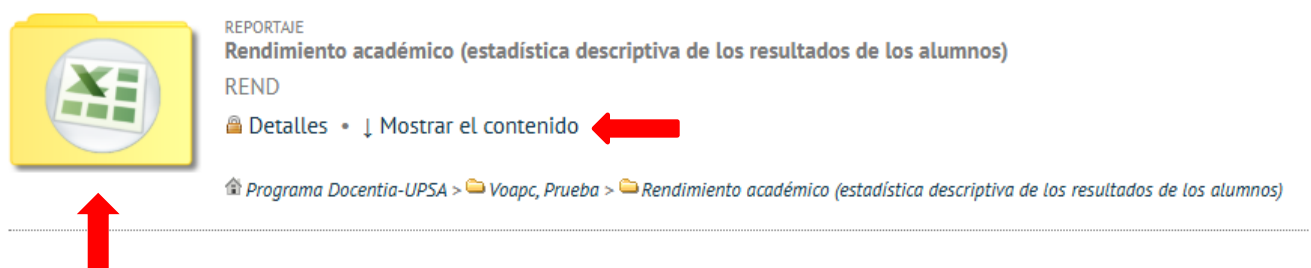 REPORTAJE
Rendimiento académico (estadística descriptiva de los resultados de los alumnos)
REND
Detalles • ↓ Mostrar el contenido
Programa Docentia-UPSA > Voapc, Prueba > Rendimiento académico (estadística descriptiva de los resultados de los alumnos)